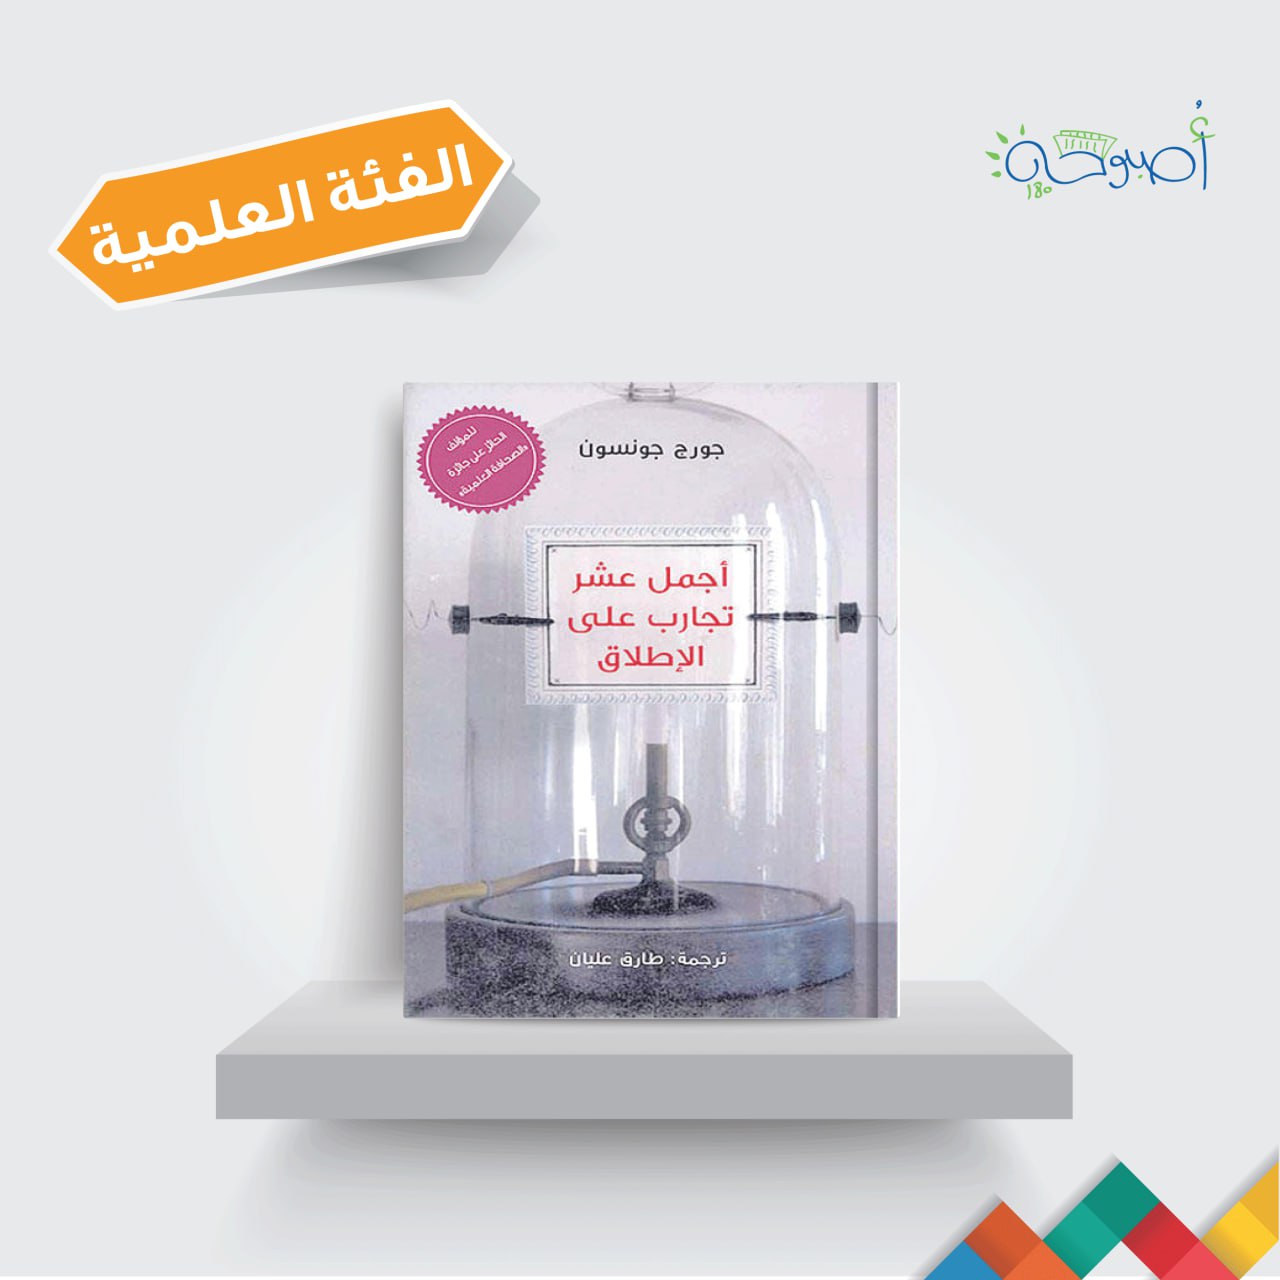 أُصبوحة
١٨٠
الفئة العلمية
للمؤلف
الحائز على جائزة
«الصحافة العلمية»
جورج جونسون
أجمل عشر
تجارب على
الإطلاق
ترجمة: طارق عليان